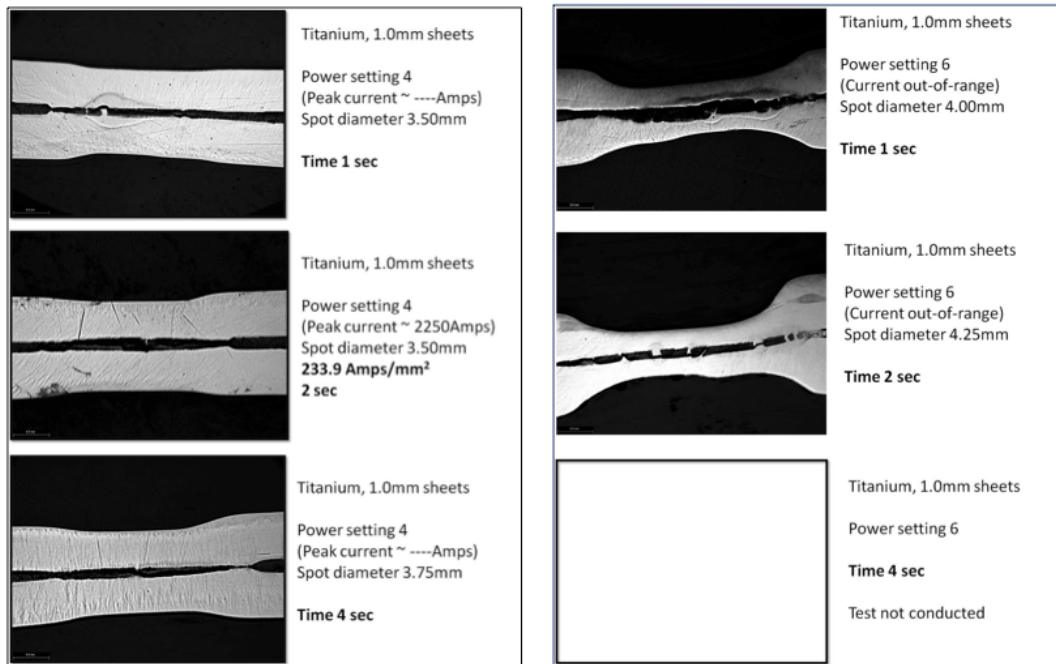 Titanium, 1.0mm sheets
Power setting 4
(Peak current ~ ----Amps)
Spot diameter 3.50mm
Time 1 sec
Titanium, 1.0mm sheets
Power setting 4
(Peak current ~ 2250Amps)
Spot diameter 3.50mm
233.9 Amps/mm²
2 sec
Titanium, 1.0mm sheets
Power setting 4
(Peak current ~ ----Amps)
Spot diameter 3.75mm
Time 4 sec
Titanium, 1.0mm sheets
Power setting 6
(Current out-of-range)
Spot diameter 4.00mm
Time 1 sec
Titanium, 1.0mm sheets
Power setting 6
(Current out-of-range)
Spot diameter 4.25mm
Time 2 sec
Titanium, 1.0mm sheets
Power setting 6
Time 4 sec
Test not conducted